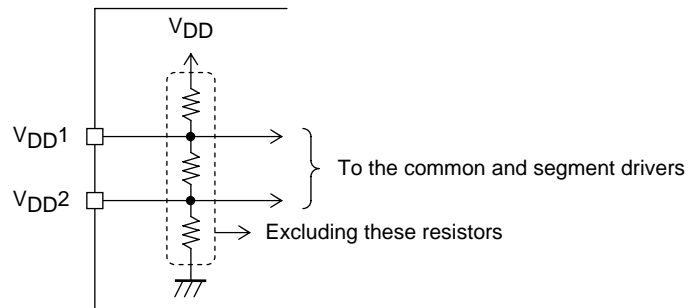 VDD
VDD1
To the common and segment drivers
VDD2
Excluding these resistors